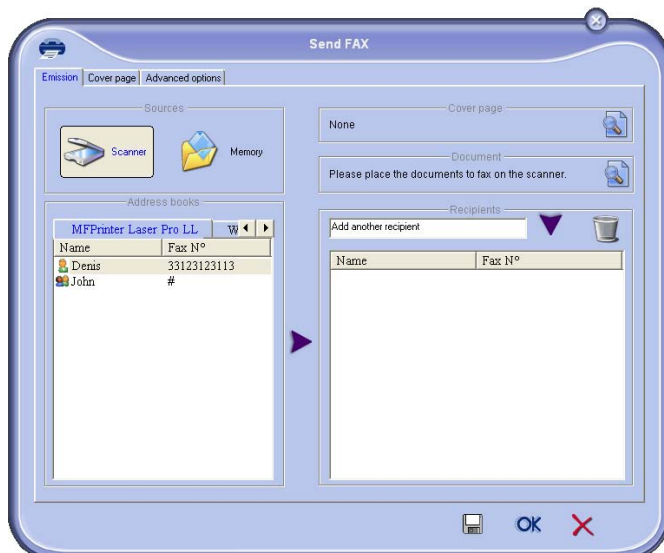 Send FAX
Emission Cover page Advanced options
Sources
Scanner
Memory
Cover page
None
Document
Please place the documents to fax on the scanner.
Address books
MFPrinter Laser Pro LL W
Name Fax N°
Denis 33123123113
John #
Recipients
Add another recipient
Name Fax N°
OK